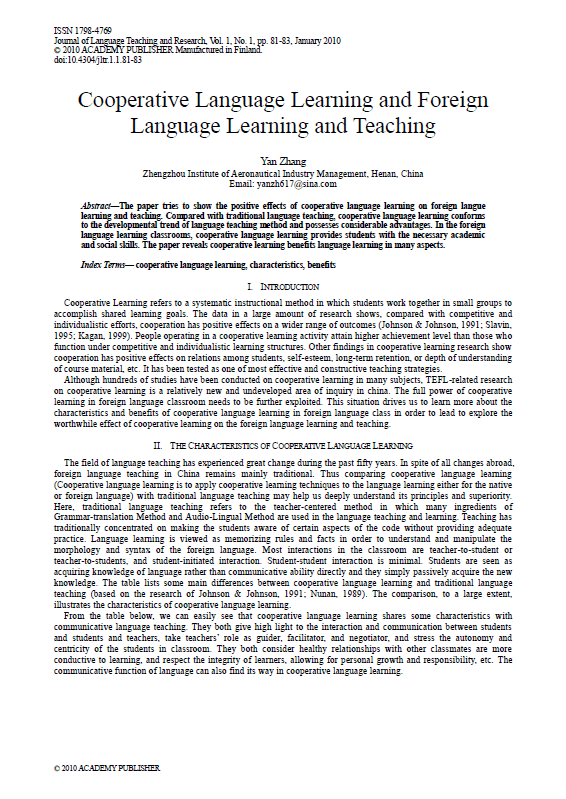 ISSN 1798-4769
Journal of Language Teaching and Research, Vol. 1, No. 1, pp. 81-83, January 2010
© 2010 ACADEMY PUBLISHER Manufactured in Finland.
doi:10.4304/jltr.1.1.81-83
Cooperative Language Learning and Foreign
Language Learning and Teaching
Yan Zhang
Zhengzhou Institute of Aeronautical Industry Management, Henan, China
Email: yanzh617@sina.com
Abstract—The paper tries to show the positive effects of cooperative language learning on foreign langue
learning and teaching. Compared with traditional language teaching, cooperative language learning conforms
to the developmental trend of language teaching method and possesses considerable advantages. In the foreign
language learning classrooms, cooperative language learning provides students with the necessary academic
and social skills. The paper reveals cooperative learning benefits language learning in many aspects.
Index Terms— cooperative language learning, characteristics, benefits
I. INTRODUCTION
Cooperative Learning refers to a systematic instructional method in which students work together in small groups to
accomplish shared learning goals. The data in a large amount of research shows, compared with competitive and
individualistic efforts, cooperation has positive effects on a wider range of outcomes (Johnson & Johnson, 1991; Slavin,
1995; Kagan, 1999). People operating in a cooperative learning activity attain higher achievement level than those who
function under competitive and individualistic learning structures. Other findings in cooperative learning research show
cooperation has positive effects on relations among students, self-esteem, long-term retention, or depth of understanding
of course material, etc. It has been tested as one of most effective and constructive teaching strategies.
Although hundreds of studies have been conducted on cooperative learning in many subjects, TEFL-related research
on cooperative learning is a relatively new and undeveloped area of inquiry in china. The full power of cooperative
learning in foreign language classroom needs to be further exploited. This situation drives us to learn more about the
characteristics and benefits of cooperative language learning in foreign language class in order to lead to explore the
worthwhile effect of cooperative learning on the foreign language learning and teaching.
II. THE CHARACTERISTICS OF COOPERATIVE LANGUAGE LEARNING
The field of language teaching has experienced great change during the past fifty years. In spite of all changes abroad,
foreign language teaching in China remains mainly traditional. Thus comparing cooperative language learning
(Cooperative language learning is to apply cooperative learning techniques to the language learning either for the native
or foreign language) with traditional language teaching may help us deeply understand its principles and superiority.
Here, traditional language teaching refers to the teacher-centered method in which many ingredients of
Grammar-translation Method and Audio-Lingual Method are used in the language teaching and learning. Teaching has
traditionally concentrated on making the students aware of certain aspects of the code without providing adequate
practice. Language learning is viewed as memorizing rules and facts in order to understand and manipulate the
morphology and syntax of the foreign language. Most interactions in the classroom are teacher-to-student or
teacher-to-students, and student-initiated interaction. Student-student interaction is minimal. Students are seen as
acquiring knowledge of language rather than communicative ability directly and they simply passively acquire the new
knowledge. The table lists some main differences between cooperative language learning and traditional language
teaching (based on the research of Johnson & Johnson, 1991; Nunan, 1989). The comparison, to a large extent,
illustrates the characteristics of cooperative language learning.
From the table below, we can easily see that cooperative language learning shares some characteristics with
communicative language teaching. They both give high light to the interaction and communication between students
and students and teachers, take teachers’ role as guider, facilitator, and negotiator, and stress the autonomy and
centricity of the students in classroom. They both consider healthy relationships with other classmates are more
conducive to learning, and respect the integrity of learners, allowing for personal growth and responsibility, etc. The
communicative function of language can also find its way in cooperative language learning.
© 2010 ACADEMY PUBLISHER